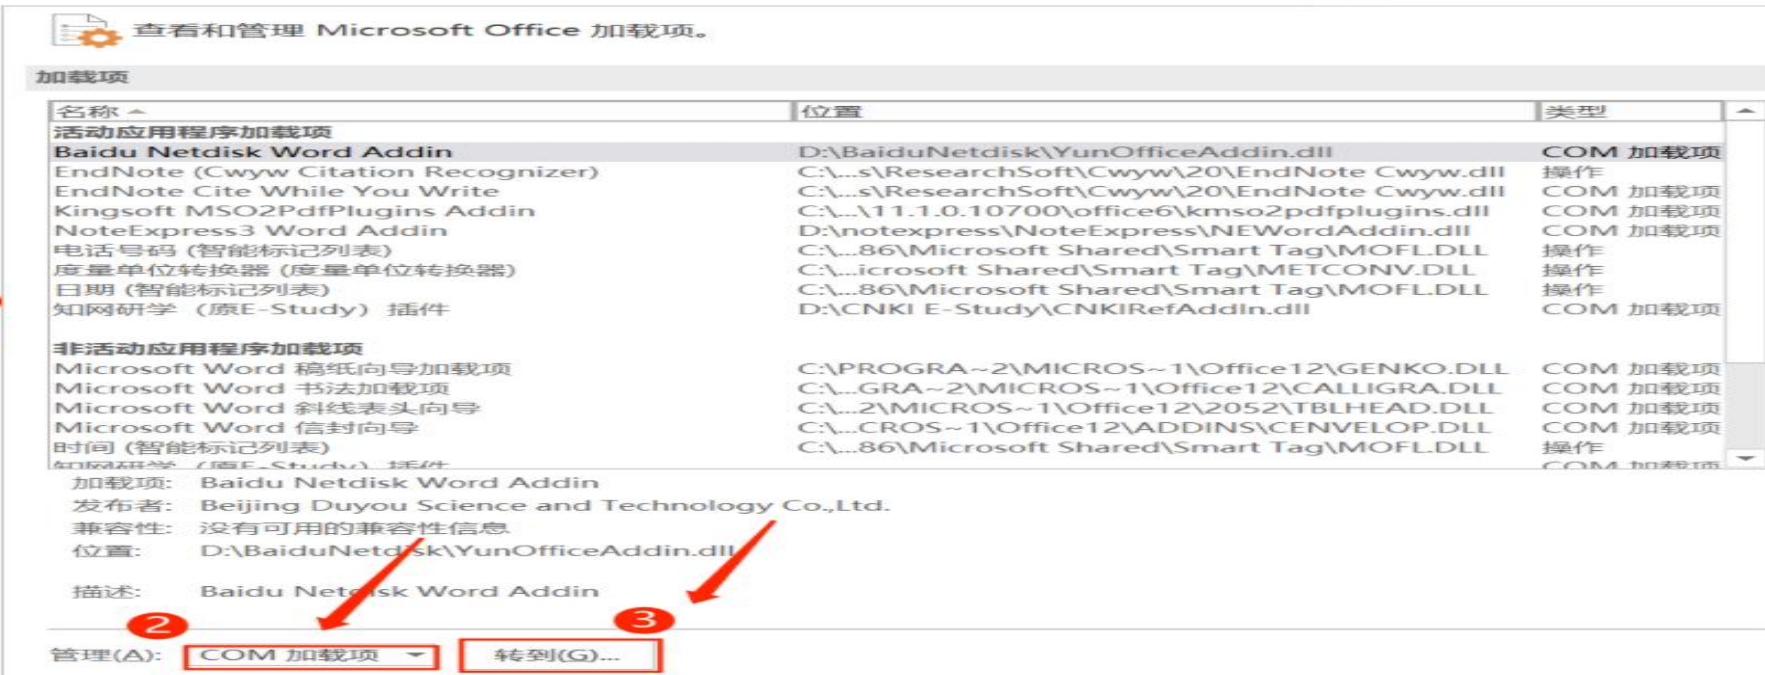 查看和管理 Microsoft Office 加载项。
加载项
名称 位置 类型
活动应用程序加载项
Baidu Netdisk Word Addin D:\BaiduNetdisk\YunOfficeAddin.dll COM 加载项
EndNote (Cwyw Citation Recognizer) C:\...s\ResearchSoft\Cwyw\20\EndNote Cwyw.dll 操作
EndNote Cite While You Write C:\...s\ResearchSoft\Cwyw\20\EndNote Cwyw.dll COM 加载项
Kingsoft MSO2PdfPlugins Addin C:\...\11.1.0.10700\office6\kmso2pdfplugins.dll COM 加载项
NoteExpress3 Word Addin D:\notexpress\NoteExpress\NEWordAddin.dll COM 加载项
电话号码 (智能标记列表) C:\...86\Microsoft Shared\Smart Tag\MOFL.DLL 操作
度量单位转换器 (度量单位转换器) C:\...icrosoft Shared\Smart Tag\METCONV.DLL 操作
日期 (智能标记列表) C:\...86\Microsoft Shared\Smart Tag\MOFL.DLL 操作
知网研学 (原E-Study) 插件 D:\CNKI E-Study\CNKIRefAddIn.dll COM 加载项
非活动应用程序加载项
Microsoft Word 稿纸向导加载项 C:\PROGRA~2\MICROS~1\Office12\GENKO.DLL COM 加载项
Microsoft Word 书法加载项 C:\...GRA~2\MICROS~1\Office12\CALLIGRA.DLL COM 加载项
Microsoft Word 斜线表头向导 C:\...2\MICROS~1\Office12\2052\TBLHEAD.DLL COM 加载项
Microsoft Word 信封向导 C:\...CROS~1\Office12\ADDINS\CENVELOP.DLL COM 加载项
时间 (智能标记列表) C:\...86\Microsoft Shared\Smart Tag\MOFL.DLL 操作
知网研学 (原E-Study) 插件 COM 加载项
加载项: Baidu Netdisk Word Addin
发布者: Beijing Duyou Science and Technology Co.,Ltd.
兼容性: 没有可用的兼容性信息
位置: D:\BaiduNetdisk\YunOfficeAddin.dll
描述: Baidu Netdisk Word Addin
2 3
管理(A): COM 加载项 转到(G)...